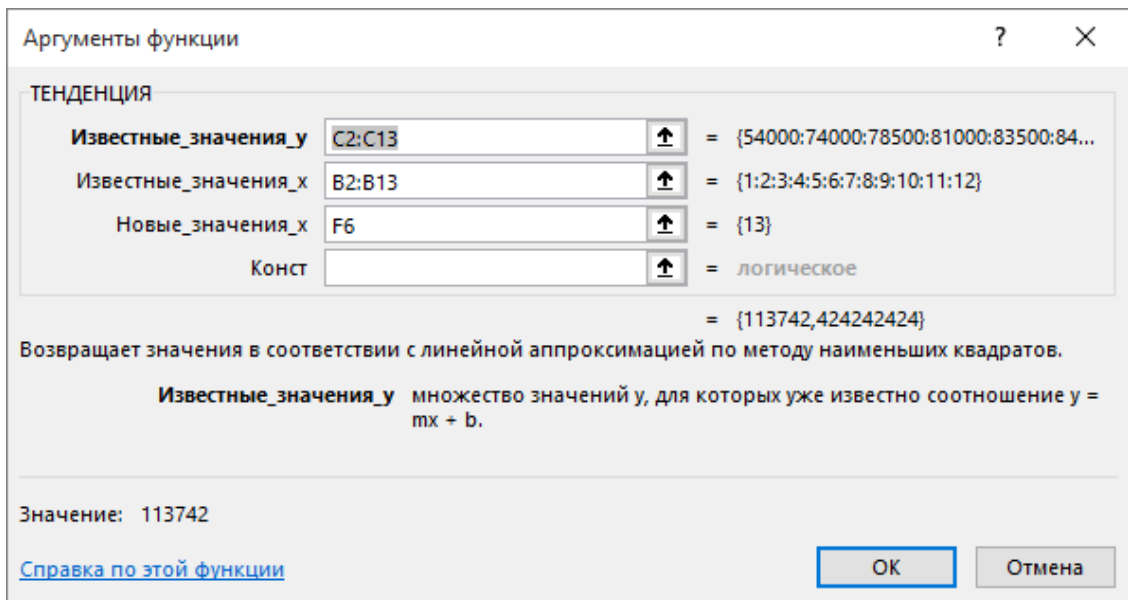 Аргументы функции ?
ТЕНДЕНЦИЯ
Известные_значения_y C2:C13 = {54000:74000:78500:81000:83500:84...
Известные_значения_x B2:B13 = {1:2:3:4:5:6:7:8:9:10:11:12}
Новые_значения_x F6 = {13}
Конст = логическое
= {113742,424242424}
Возвращает значения в соответствии с линейной аппроксимацией по методу наименьших квадратов.
Известные_значения_y множество значений y, для которых уже известно соотношение y =
mx + b.
Значение: 113742
Справка по этой функции ОК Отмена